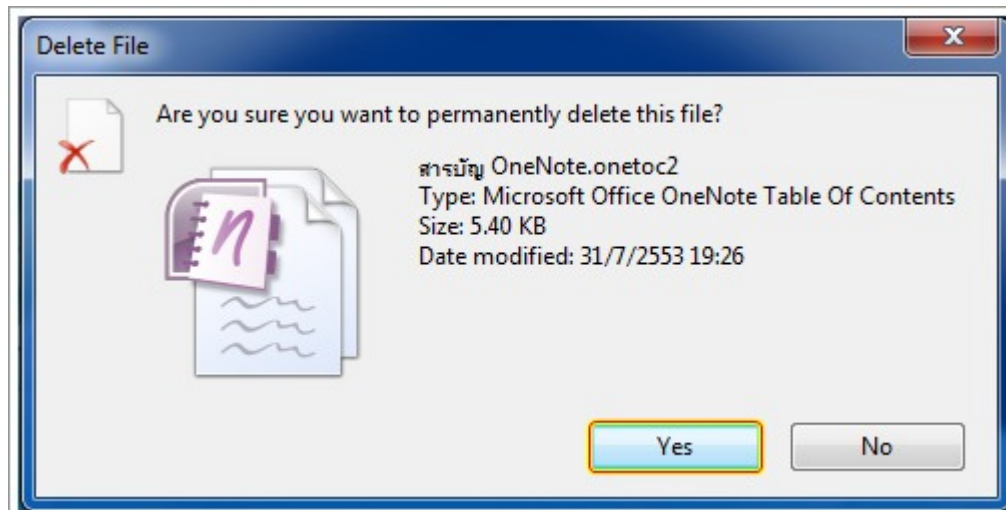 Delete File
Are you sure you want to permanently delete this file?
สารบัญ OneNote.onetoc2
Type: Microsoft Office OneNote Table Of Contents
Size: 5.40 KB
Date modified: 31/7/2553 19:26
Yes
No